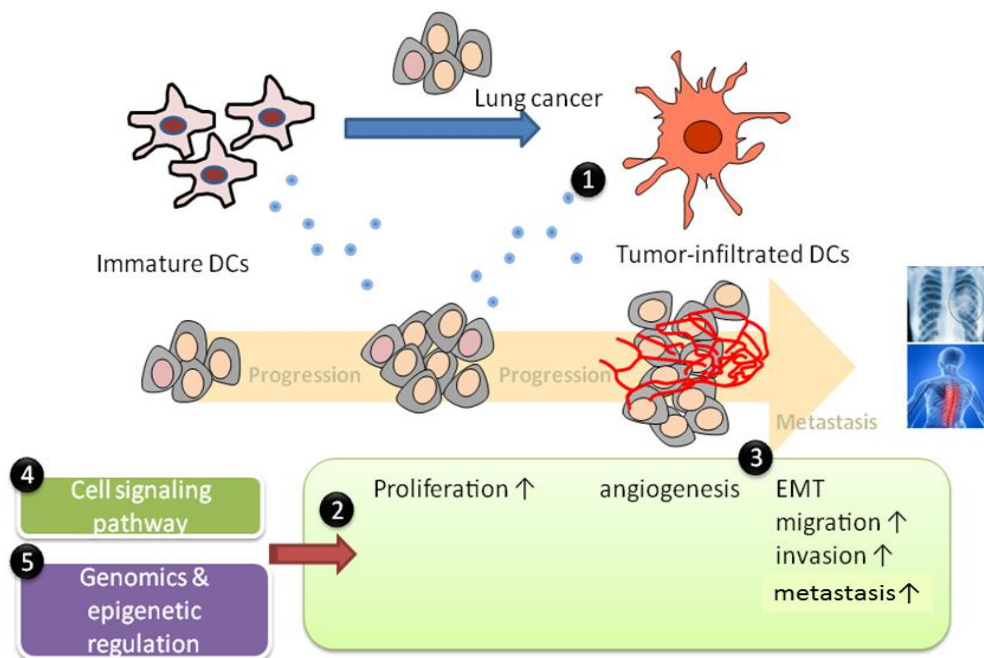 Lung cancer
1
Immature DCs
Tumor-infiltrated DCs
Progression
Progression
Metastasis
4
Cell signaling
pathway
5
Genomics &
epigenetic
regulation
2
Proliferation ↑
angiogenesis
3
EMT
migration ↑
invasion ↑
metastasis ↑